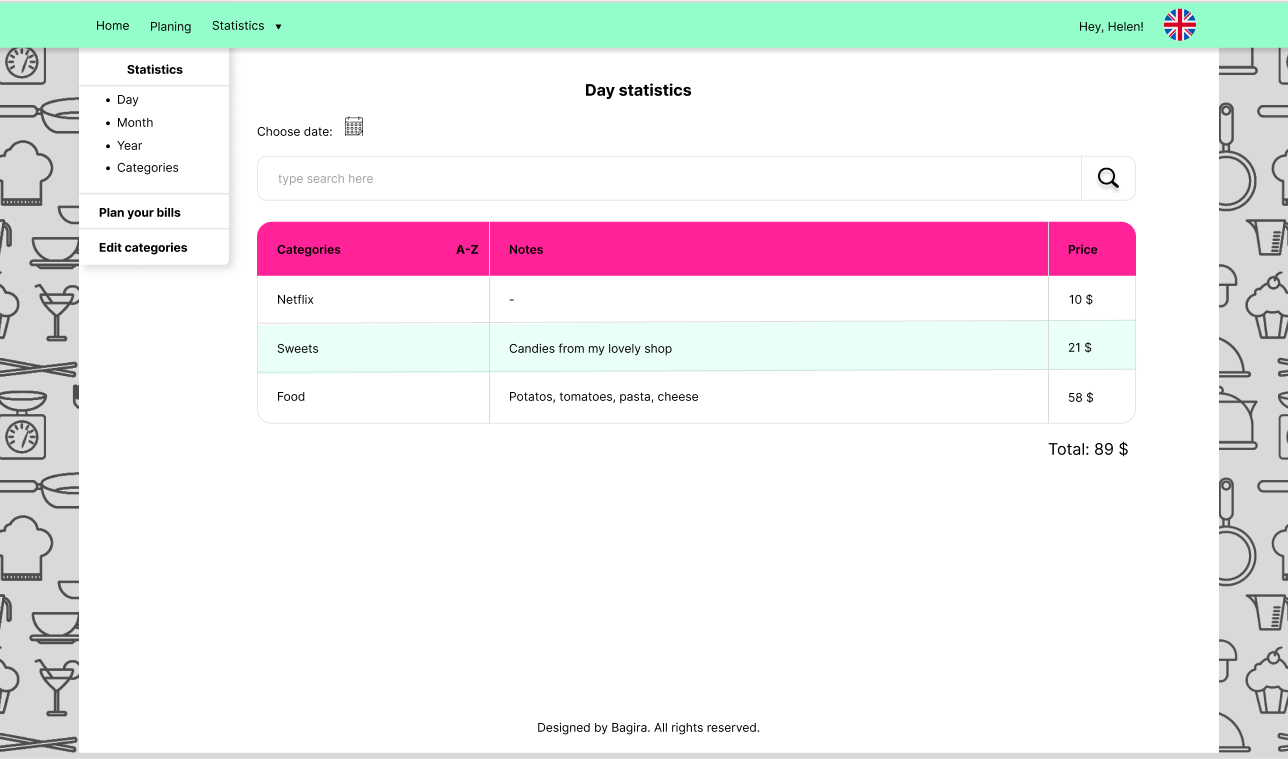 Home Planing Statistics ▼ Hey, Helen!
Statistics
• Day
• Month
• Year
• Categories
Plan your bills
Edit categories
Day statistics
Choose date:
type search here
Categories A-Z Notes Price
Netflix - 10 $
Sweets Candies from my lovely shop 21 $
Food Potatos, tomatoes, pasta, cheese 58 $
Total: 89 $
Designed by Bagira. All rights reserved.